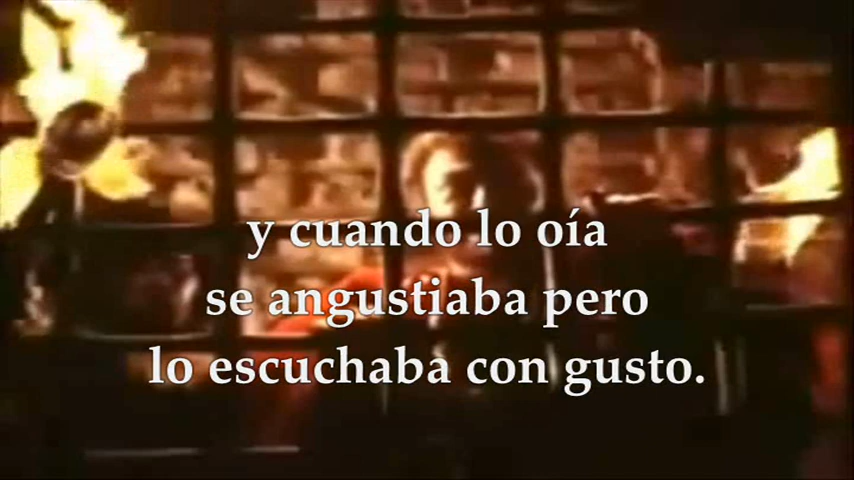 y cuando lo oía
se angustiaba pero
lo escuchaba con gusto.